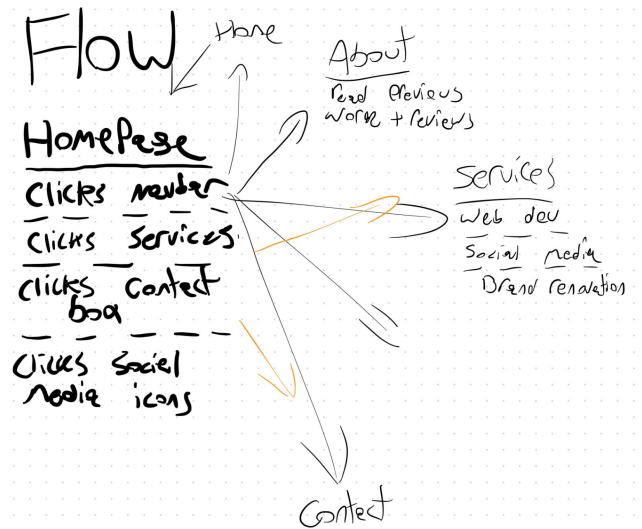 Flow
Home
HomePage
Clicks navbar
Clicks Services
Clicks Contact
box
Clicks Social
Media icons
About
read Previous
work + reviews
Services
web dev
Social media
Brand renovation
Contact